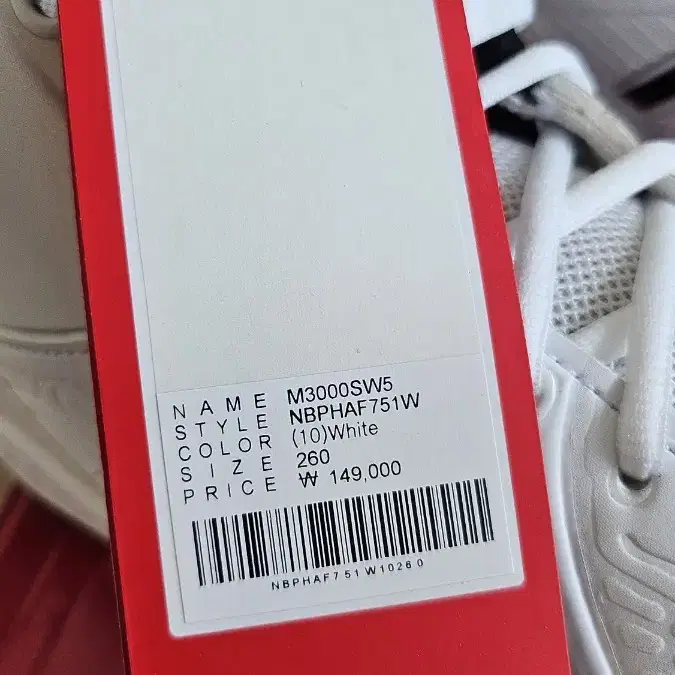 NAME M3000SW5
STYLE NBPHAF751W
COLOR (10)White
SIZE 260
PRICE ₩ 149,000
NBPHAF751W10260